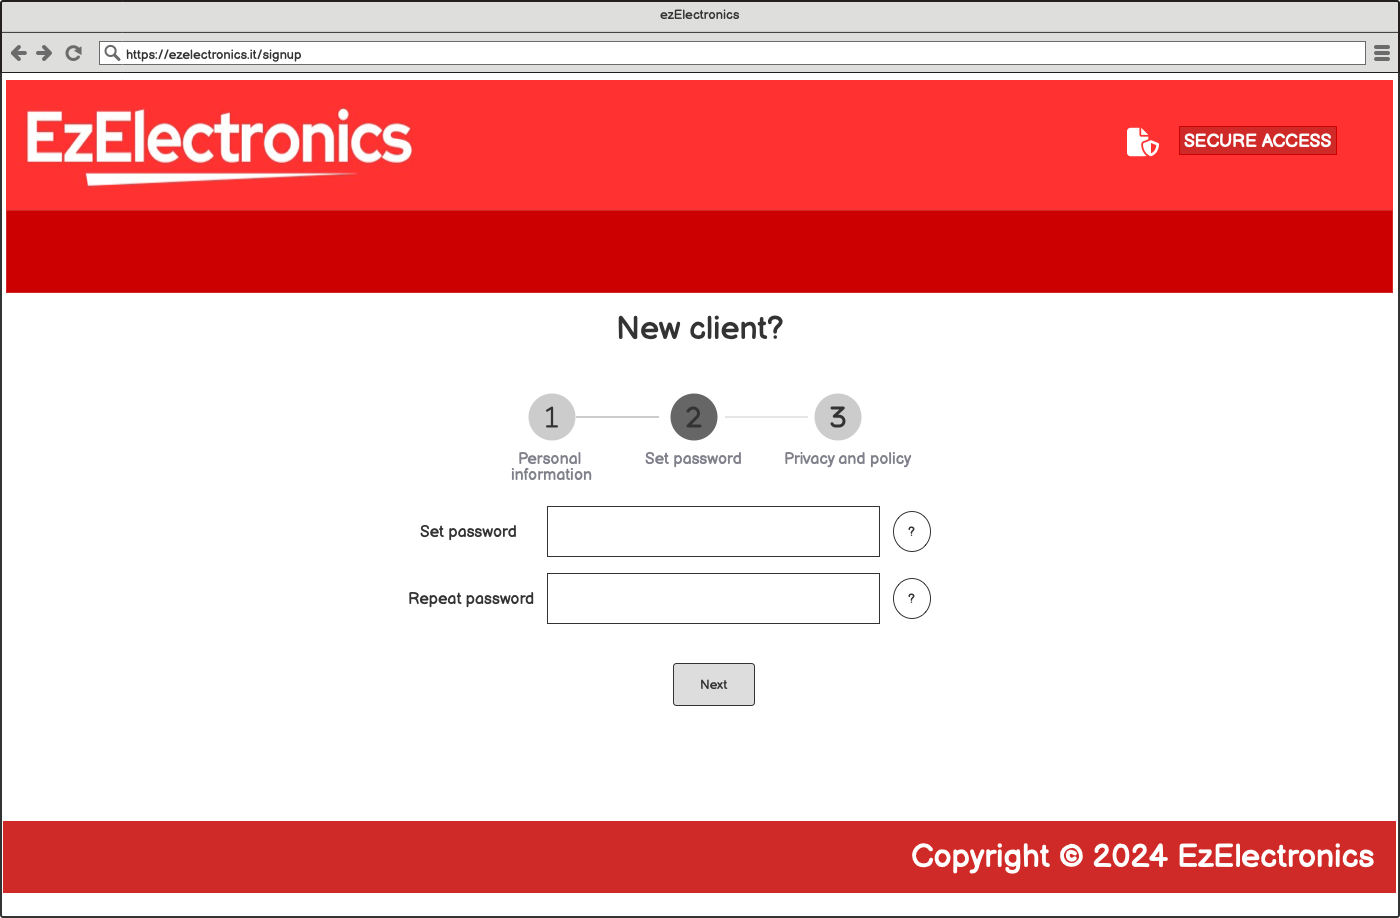 ezElectronics
https://ezelectronics.it/signup
EzElectronics
SECURE ACCESS
New client?
1
2
3
Personal
information
Set password
Privacy and policy
Set password
?
Repeat password
?
Next
Copyright © 2024 EzElectronics